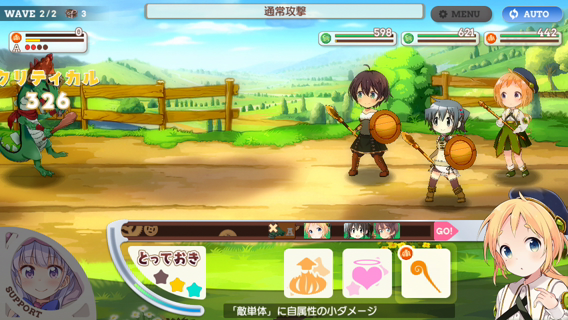 WAVE 2/2 3
通常攻撃
MENU
AUTO
A 0
598
621
442
クリティカル
326
A
GO!
とっておき
SUPPORT
「敵単体」に自属性の小ダメージ